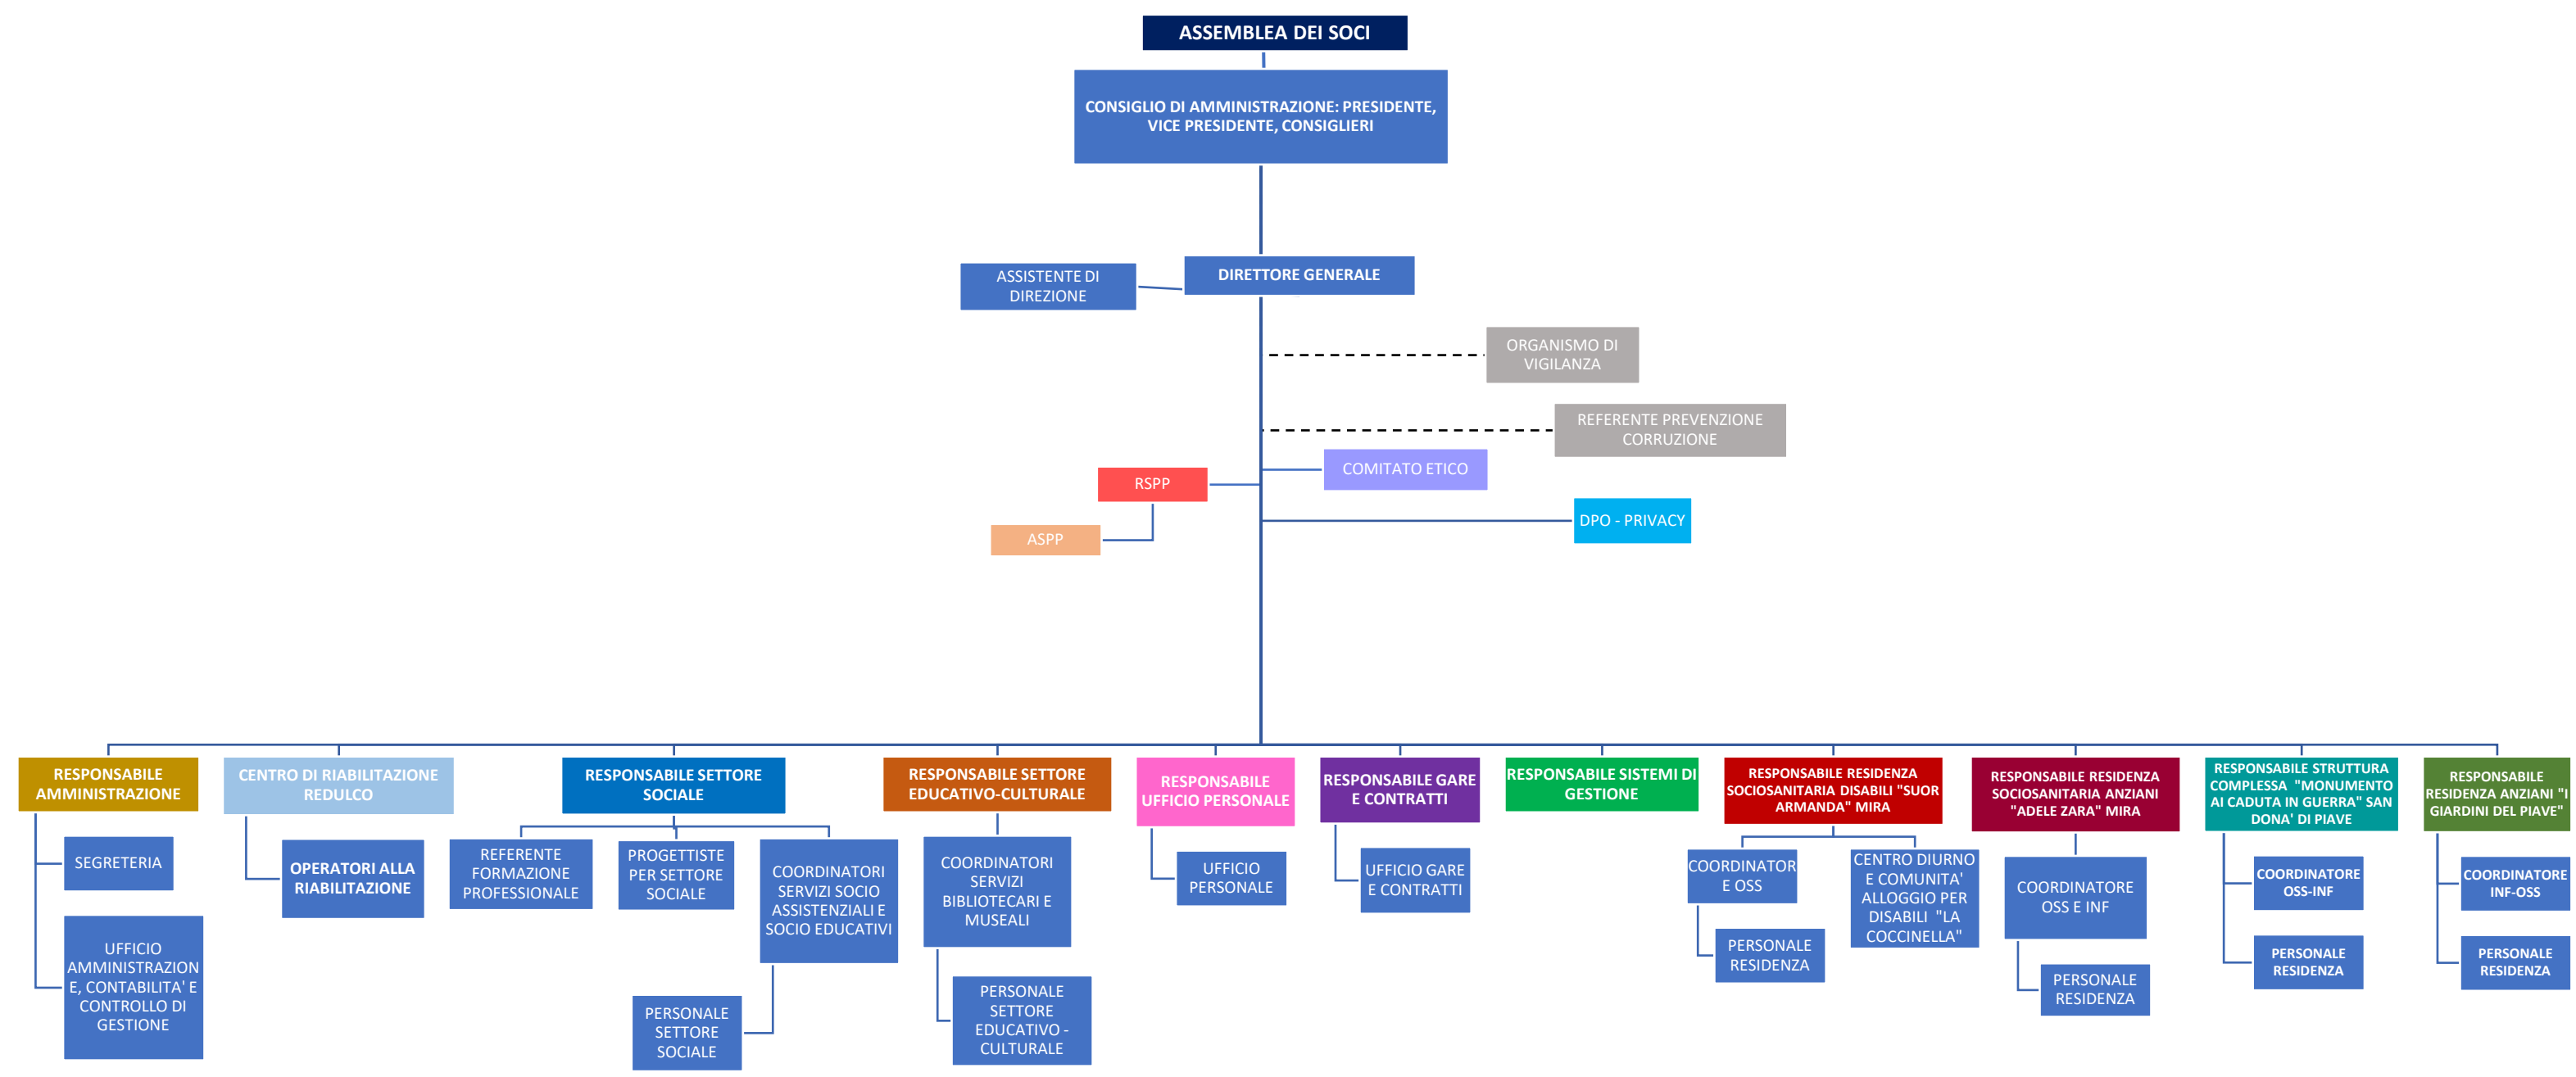 ASSEMBLEA DEI SOCI
CONSIGLIO DI AMMINISTRAZIONE: PRESIDENTE,
VICE PRESIDENTE, CONSIGLIERI
ASSISTENTE DI
DIREZIONE
DIRETTORE GENERALE
ORGANISMO DI
VIGILANZA
REFERENTE PREVENZIONE
CORRUZIONE
COMITATO ETICO
RSPP
DPO - PRIVACY
ASPP
RESPONSABILE
AMMINISTRAZIONE
SEGRETERIA
UFFICIO
AMMINISTRAZION
E, CONTABILITA' E
CONTROLLO DI
GESTIONE
CENTRO DI RIABILITAZIONE
REDULCO
OPERATORI ALLA
RIABILITAZIONE
RESPONSABILE SETTORE
SOCIALE
REFERENTE
FORMAZIONE
PROFESSIONALE
PROGETTISTE
PER SETTORE
SOCIALE
COORDINATORI
SERVIZI SOCIO
ASSISTENZIALI E
SOCIO EDUCATIVI
PERSONALE
SETTORE
SOCIALE
RESPONSABILE SETTORE
EDUCATIVO-CULTURALE
COORDINATORI
SERVIZI
BIBLIOTECARI E
MUSEALI
PERSONALE
SETTORE
EDUCATIVO -
CULTURALE
RESPONSABILE
UFFICIO PERSONALE
UFFICIO
PERSONALE
RESPONSABILE GARE
E CONTRATTI
UFFICIO GARE
E CONTRATTI
RESPONSABILE SISTEMI DI
GESTIONE
RESPONSABILE RESIDENZA
SOCIOSANITARIA DISABILI "SUOR
ARMANDA" MIRA
COORDINATOR
E OSS
PERSONALE
RESIDENZA
CENTRO DIURNO
E COMUNITA'
ALLOGGIO PER
DISABILI "LA
COCCINELLA"
RESPONSABILE RESIDENZA
SOCIOSANITARIA ANZIANI
"ADELE ZARA" MIRA
COORDINATORE
OSS E INF
PERSONALE
RESIDENZA
RESPONSABILE STRUTTURA
COMPLESSA "MONUMENTO
AI CADUTA IN GUERRA" SAN
DONA' DI PIAVE
COORDINATORE
OSS-INF
PERSONALE
RESIDENZA
RESPONSABILE
RESIDENZA ANZIANI "I
GIARDINI DEL PIAVE"
COORDINATORE
INF-OSS
PERSONALE
RESIDENZA